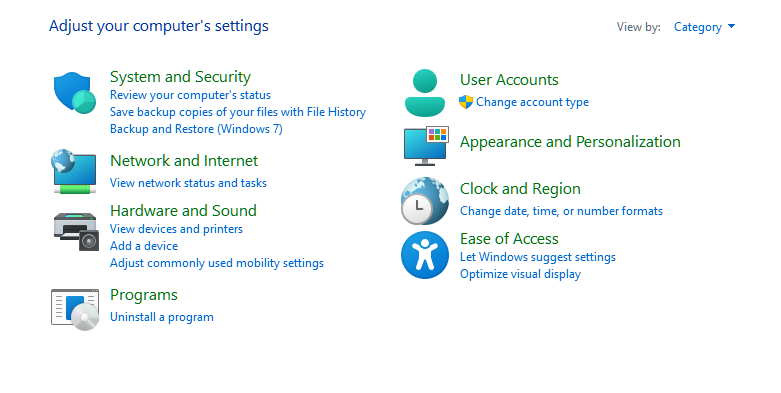 Adjust your computer's settings
View by: Category
System and Security
Review your computer's status
Save backup copies of your files with File History
Backup and Restore (Windows 7)
Network and Internet
View network status and tasks
Hardware and Sound
View devices and printers
Add a device
Adjust commonly used mobility settings
Programs
Uninstall a program
User Accounts
Change account type
Appearance and Personalization
Clock and Region
Change date, time, or number formats
Ease of Access
Let Windows suggest settings
Optimize visual display